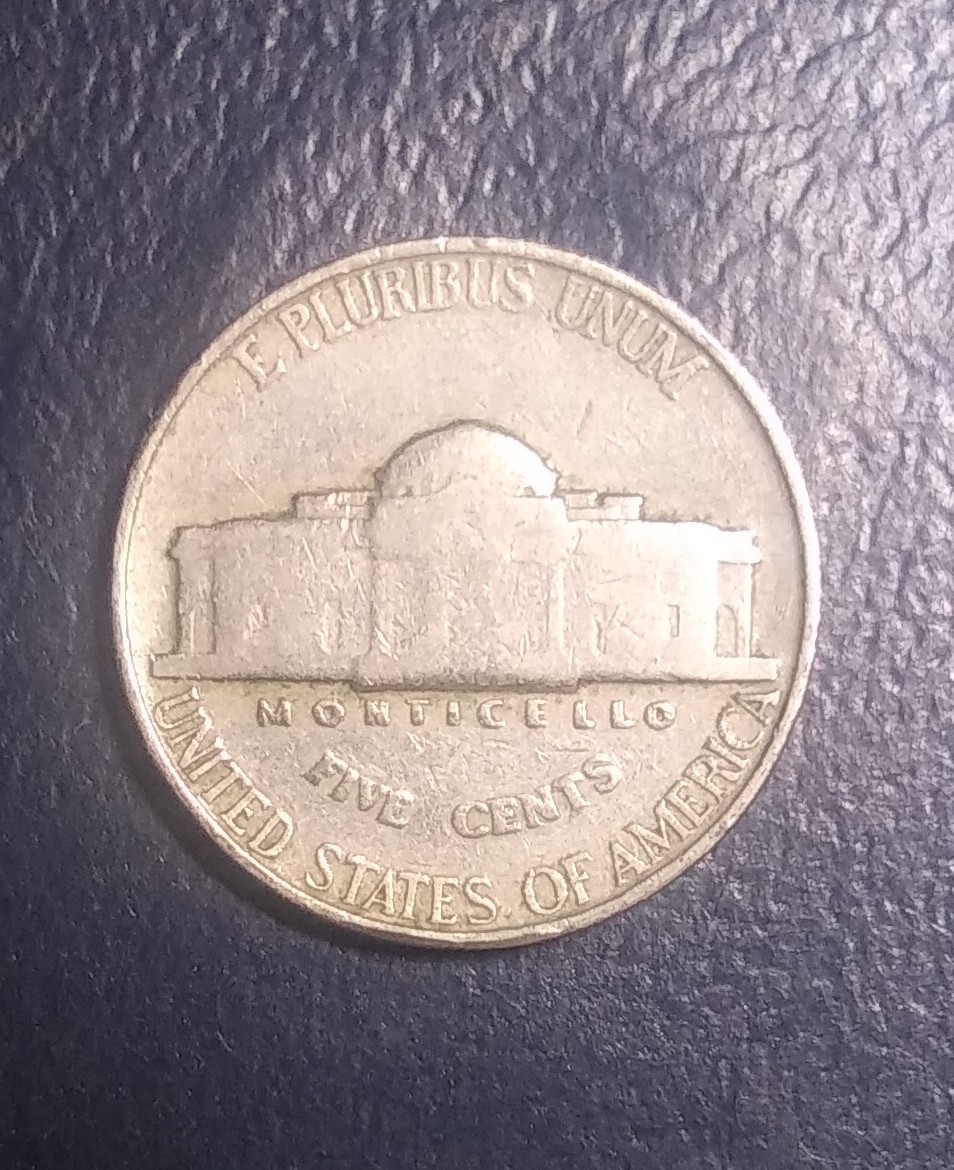 E PLURIBUS UNUM
MONTICELLO
FIVE CENTS
UNITED STATES OF AMERICA